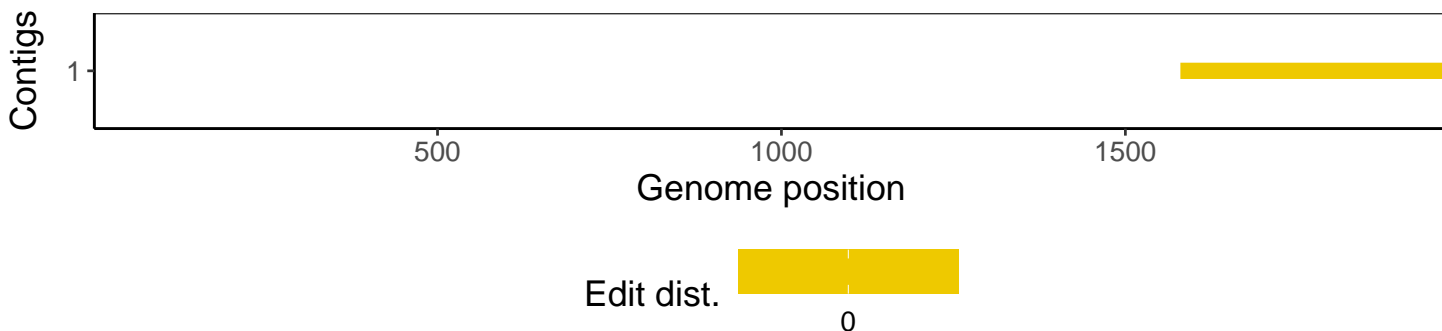 Contigs
1
500 1000 1500
Genome position
Edit dist.
0